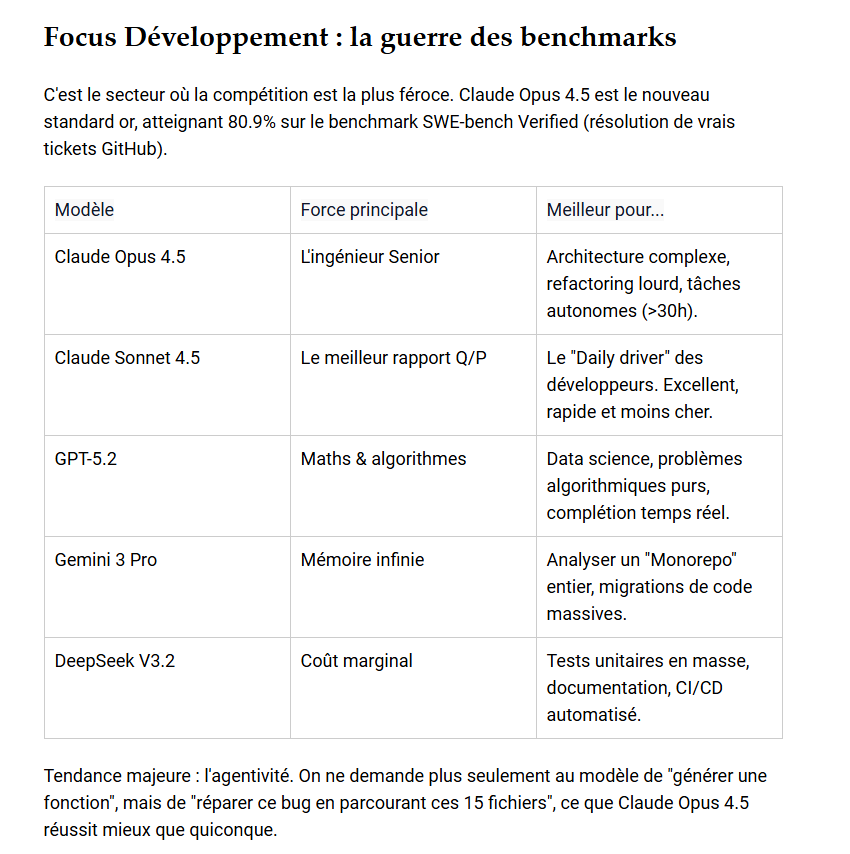 Focus Développement : la guerre des benchmarks
C'est le secteur où la compétition est la plus féroce. Claude Opus 4.5 est le nouveau
standard or, atteignant 80.9% sur le benchmark SWE-bench Verified (résolution de vrais
tickets GitHub).
Modèle
Force principale
Meilleur pour...
Claude Opus 4.5
L'ingénieur Senior
Architecture complexe,
refactoring lourd, tâches
autonomes (>30h).
Claude Sonnet 4.5
Le meilleur rapport Q/P
Le "Daily driver" des
développeurs. Excellent,
rapide et moins cher.
GPT-5.2
Maths & algorithmes
Data science, problèmes
algorithmiques purs,
complétion temps réel.
Gemini 3 Pro
Mémoire infinie
Analyser un "Monorepo"
entier, migrations de code
massives.
DeepSeek V3.2
Coût marginal
Tests unitaires en masse,
documentation, CI/CD
automatisé.
Tendance majeure : l'agentivité. On ne demande plus seulement au modèle de "générer une
fonction", mais de "réparer ce bug en parcourant ces 15 fichiers", ce que Claude Opus 4.5
réussit mieux que quiconque.